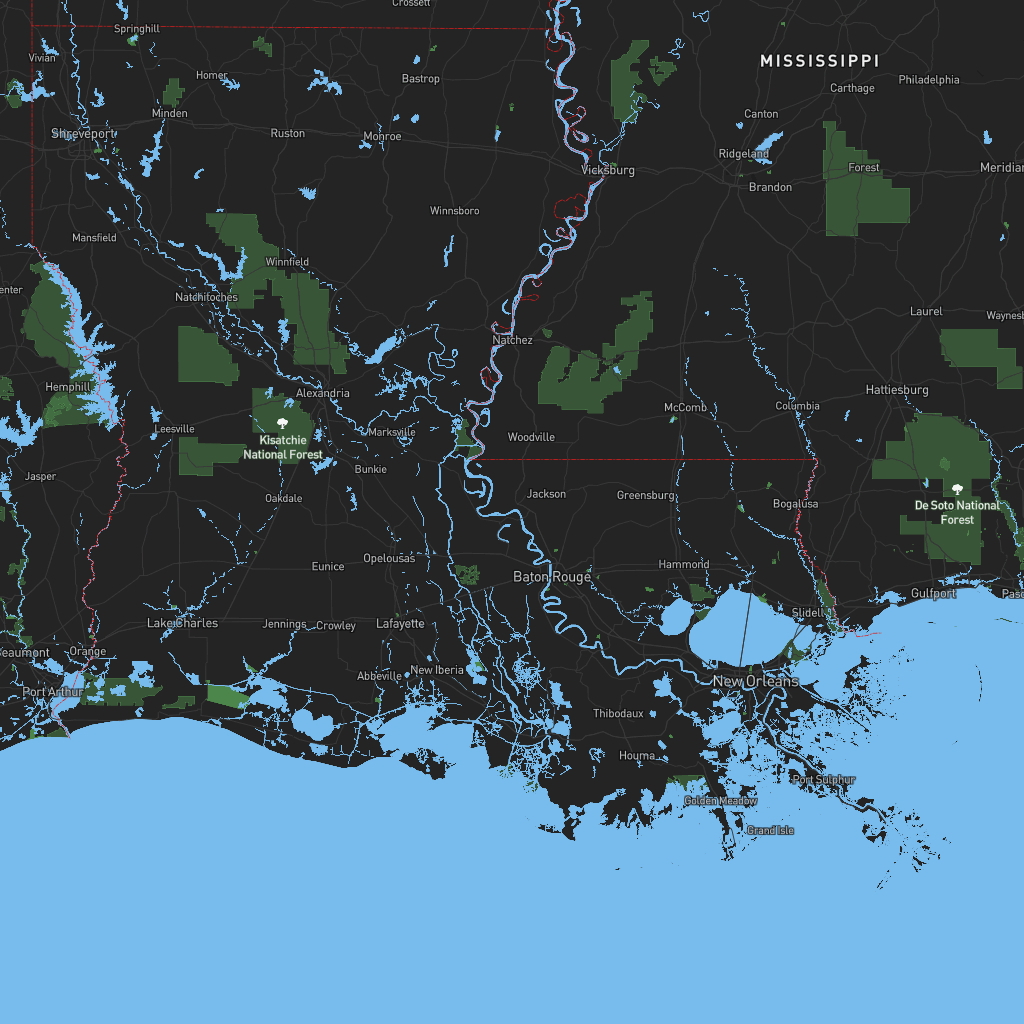 Crossett
Springhill
Vivian
MISSISSIPPI
Homer
Bastrop
Philadelphia
Carthage
Minden
Canton
Shreveport
Ruston
Monroe
Ridgeland
Forest
Meridian
Vicksburg
Brandon
Winnsboro
Mansfield
Winnfield
enter
Natchitoches
Laurel
Waynesb
Natchez
Hemphill
Alexandria
Hattiesburg
McComb
Columbia
Leesville
Marksville
Woodville
Kisatchie
National Forest
Bunkie
Jasper
Oakdale
Jackson
Greensburg
Bogalusa
De Soto National
Forest
Opelousas
Eunice
Baton Rouge
Hammond
Gulfport
Pasc
Slidell
Lake Charles
Jennings
Crowley
Lafayette
Beaumont
Orange
Abbeville
New Iberia
New Orleans
Port Arthur
Thibodaux
Houma
Port Sulphur
Golden Meadow
Grand Isle